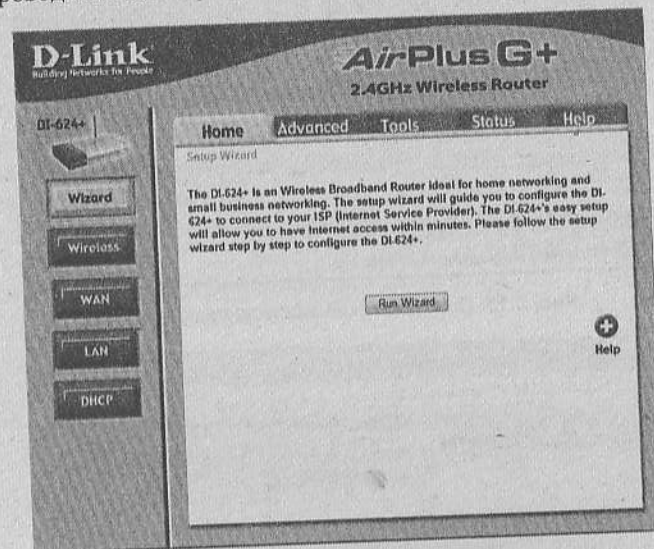 D-Link
Building Networks for People
AirPlus G+
2.4GHz Wireless Router
DI-624+
Home
Advanced
Tools
Status
Help
Setup Wizard
Wizard
Wireless
WAN
LAN
DHCP
The DI-624+ is an Wireless Broadband Router ideal for home networking and
small business networking. The setup wizard will guide you to configure the DI-
624+ to connect to your ISP (Internet Service Provider). The DI-624+'s easy setup
will allow you to have Internet access within minutes. Please follow the setup
wizard step by step to configure the DI-624+.
Run Wizard
Help